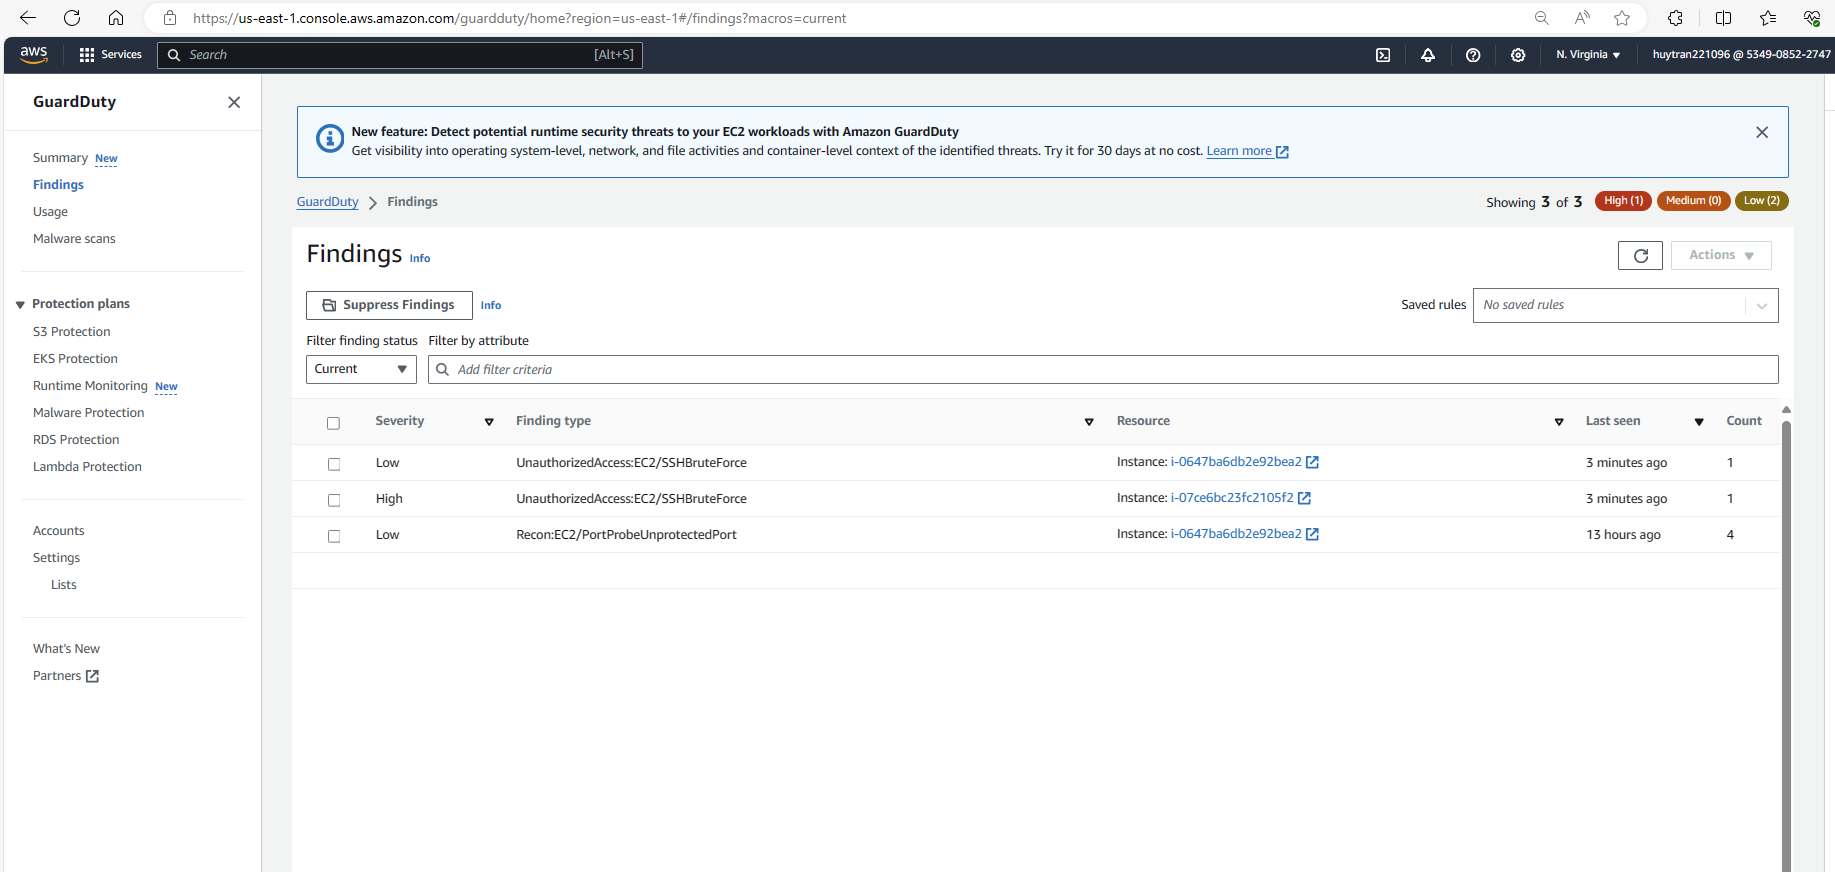 https://us-east-1.console.aws.amazon.com/guardduty/home?region=us-east-1#/findings?macros=current
aws Services Search [Alt+S] N. Virginia huytran221096 @ 5349-0852-2747
GuardDuty
Summary New
Findings
Usage
Malware scans
Protection plans
S3 Protection
EKS Protection
Runtime Monitoring New
Malware Protection
RDS Protection
Lambda Protection
Accounts
Settings
Lists
What's New
Partners
New feature: Detect potential runtime security threats to your EC2 workloads with Amazon GuardDuty
Get visibility into operating system-level, network, and file activities and container-level context of the identified threats. Try it for 30 days at no cost. Learn more
GuardDuty Findings
Showing 3 of 3 High (1) Medium (0) Low (2)
Findings Info
Actions
Suppress Findings Info
Saved rules No saved rules
Filter finding status Filter by attribute
Current Add filter criteria
Severity Finding type Resource Last seen Count
Low UnauthorizedAccess:EC2/SSHBruteForce Instance: i-0647ba6db2e92bea2 3 minutes ago 1
High UnauthorizedAccess:EC2/SSHBruteForce Instance: i-07ce6bc23fc2105f2 3 minutes ago 1
Low Recon:EC2/PortProbeUnprotectedPort Instance: i-0647ba6db2e92bea2 13 hours ago 4